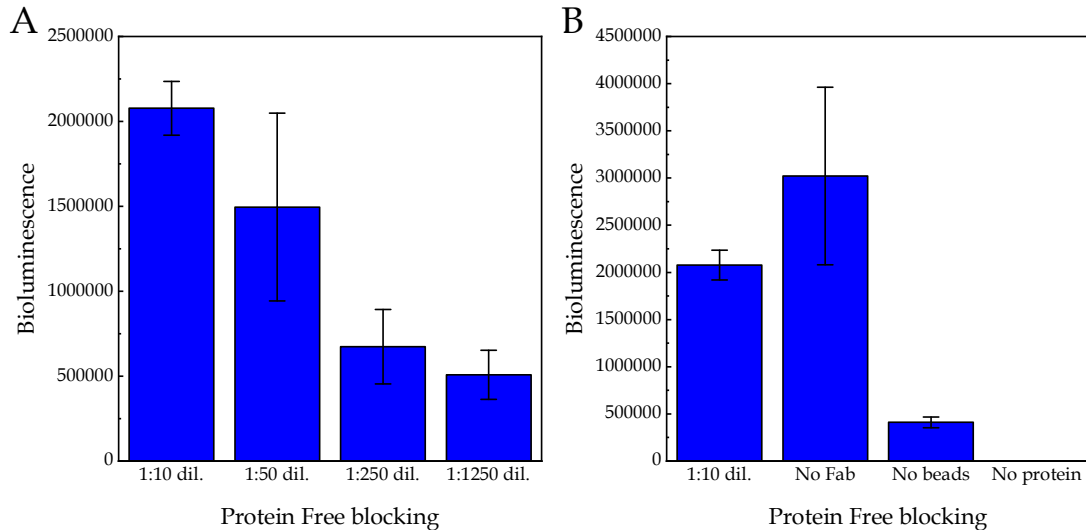 A
Bioluminescence
2500000
2000000
1500000
1000000
500000
0
1:10 dil.
1:50 dil.
1:250 dil.
1:1250 dil.
Protein Free blocking
B
Bioluminescence
4500000
4000000
3500000
3000000
2500000
2000000
1500000
1000000
500000
0
1:10 dil.
No Fab
No beads
No protein
Protein Free blocking